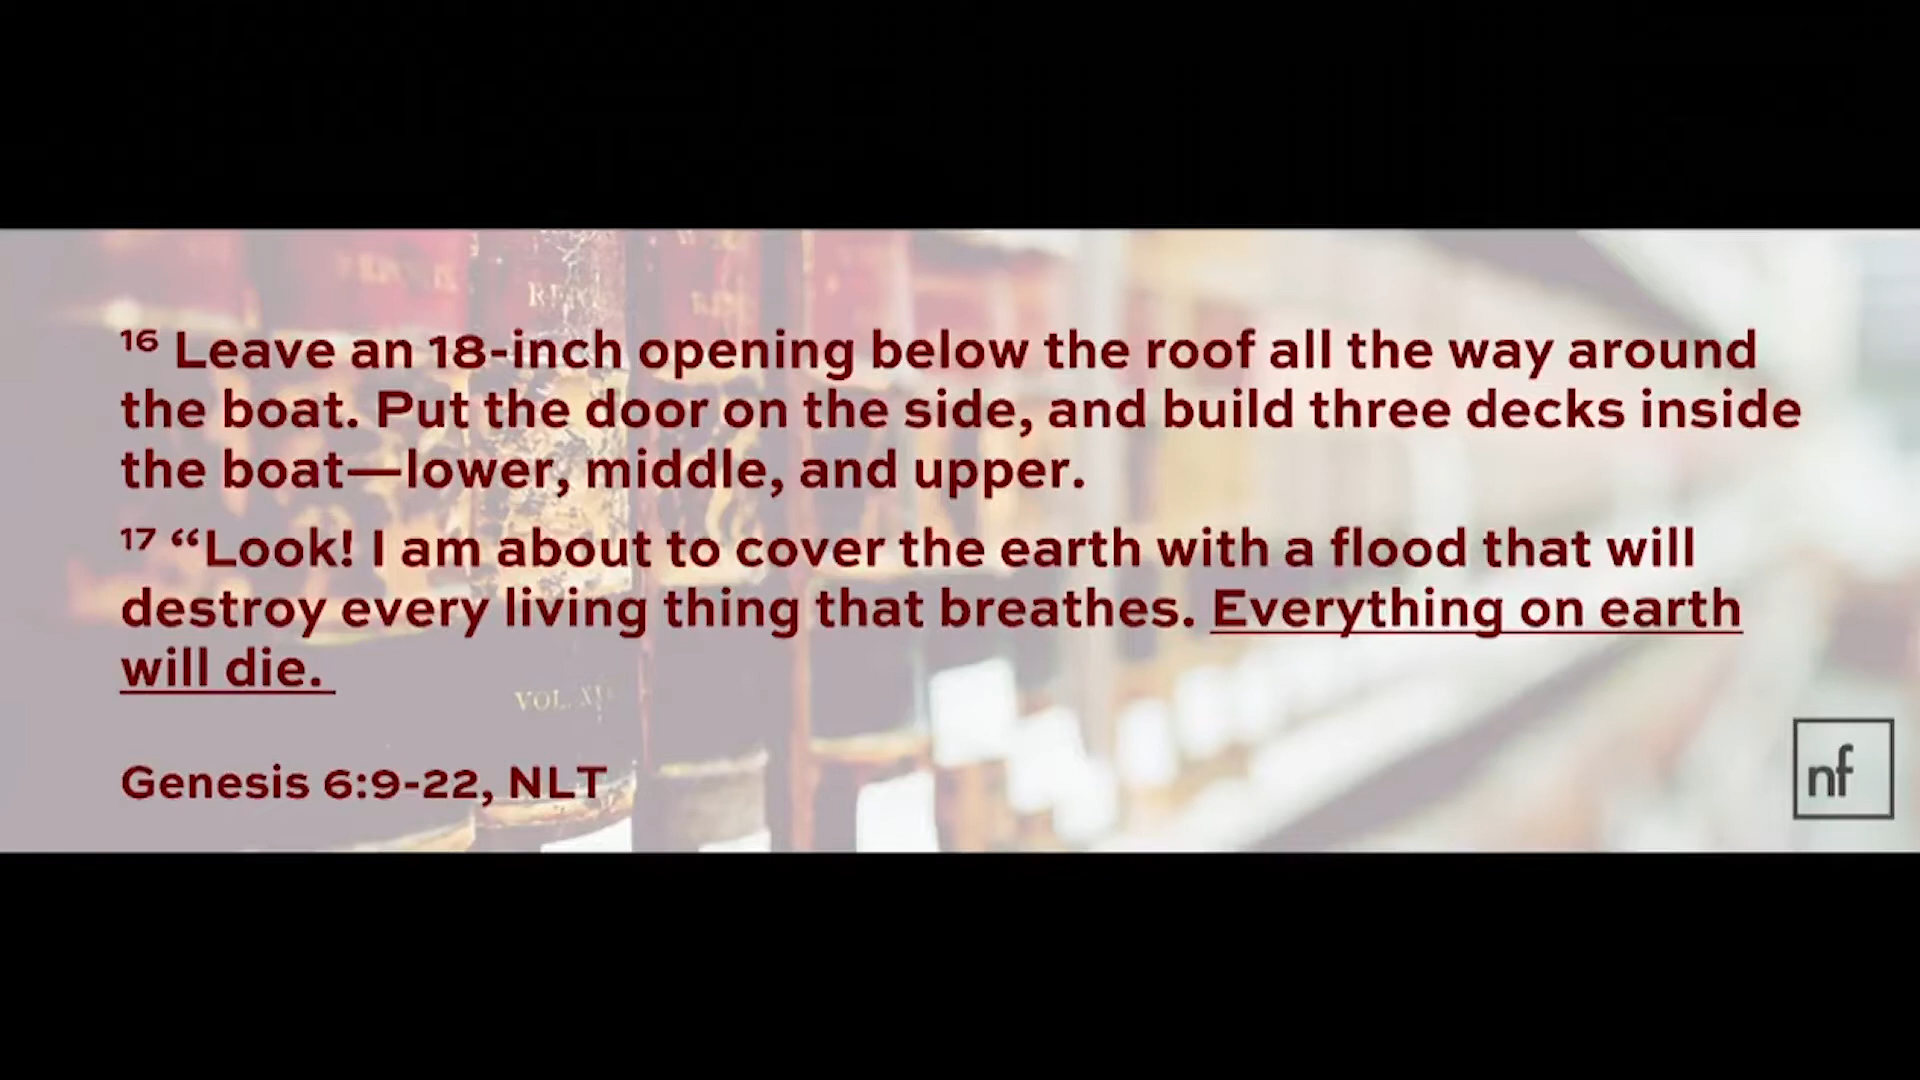 ¹⁶ Leave an 18-inch opening below the roof all the way around
the boat. Put the door on the side, and build three decks inside
the boat—lower, middle, and upper.
¹⁷ “Look! I am about to cover the earth with a flood that will
destroy every living thing that breathes. Everything on earth
will die.
VOL.
Genesis 6:9-22, NLT
nf